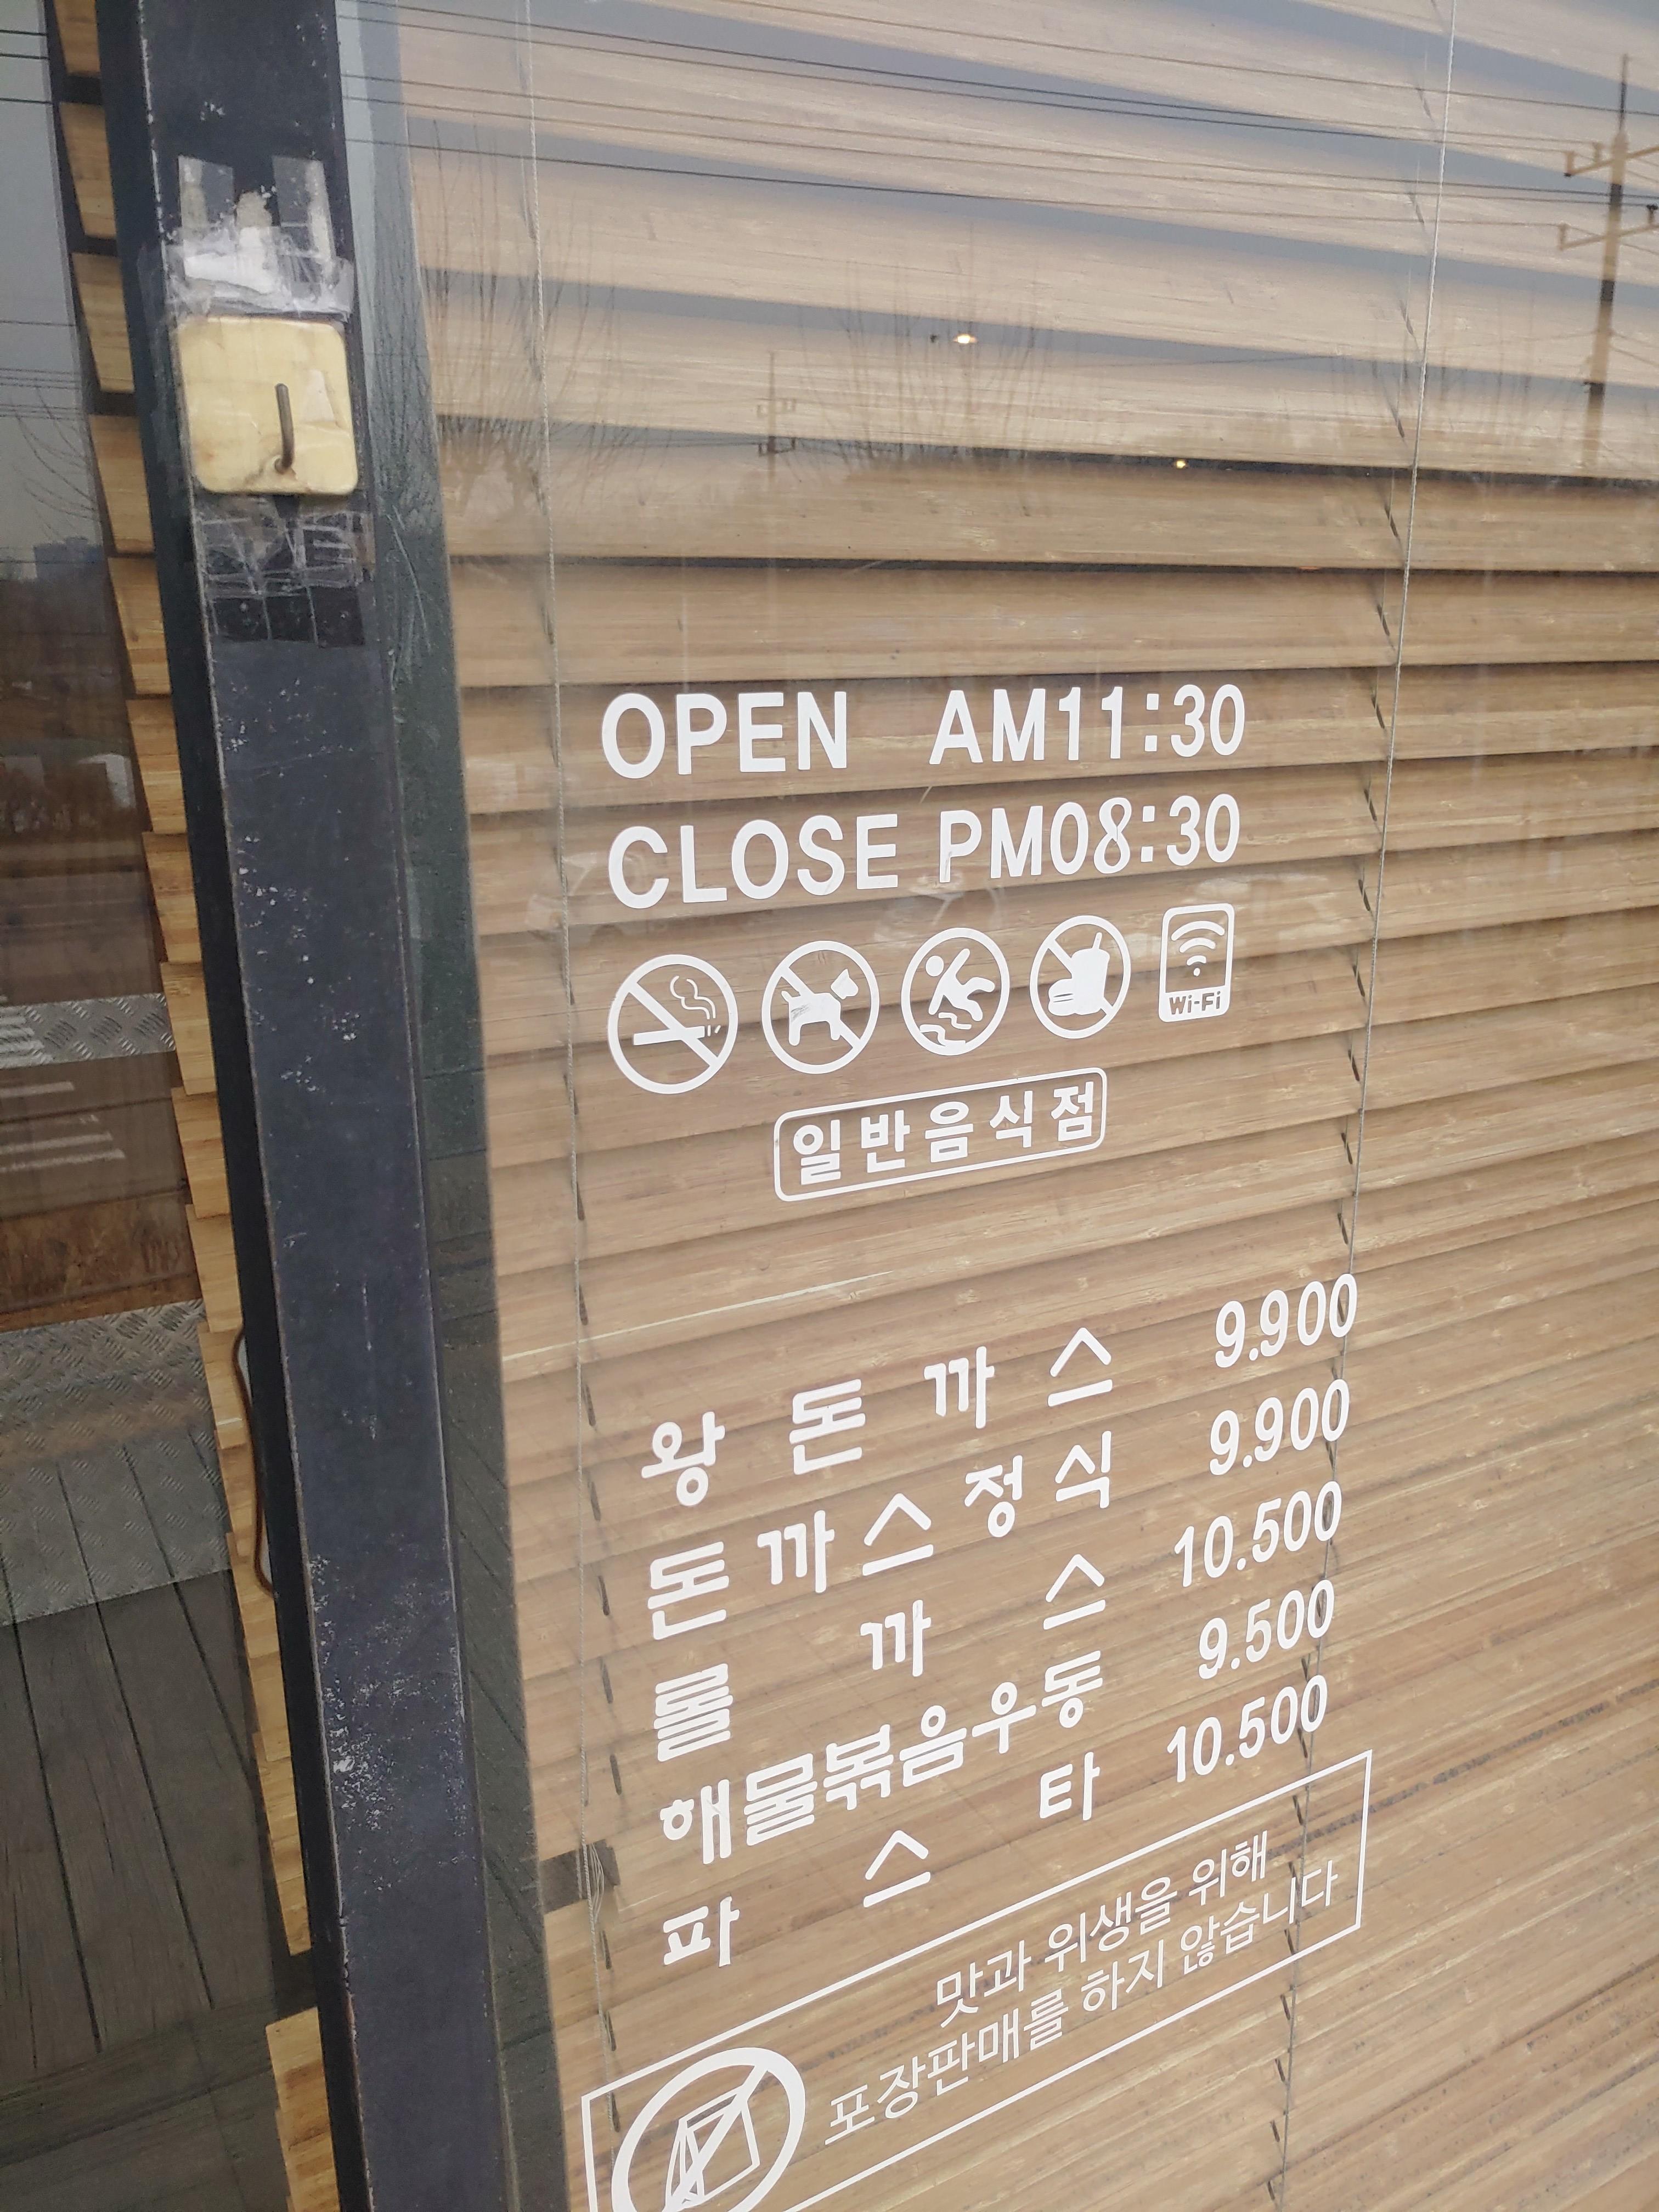 OPEN AM11:30
CLOSE PM08:30
Wi-Fi
일반음식점
왕돈까스 9.900
돈까스정식 9.900
롤까스 10.500
해물볶음우동 9.500
파스타 10.500
맛과 위생을 위해
포장판매를 하지 않습니다